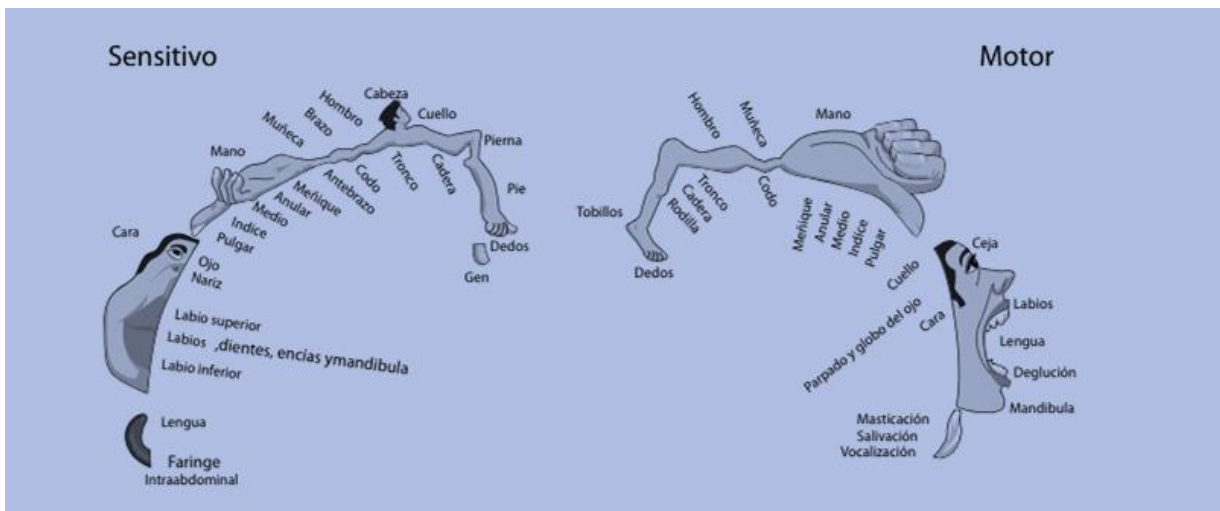 Sensitivo
Motor
Cabeza
Cuello
Hombro
Brazo
Muñeca
Mano
Pierna
Pie
Dedos
Gen
Cadera
Tronco
Codo
Antebrazo
Meñique
Anular
Medio
Indice
Pulgar
Cara
Ojo
Nariz
Labio superior
Labios ,dientes, encías ymandibula
Labio inferior
Lengua
Faringe
Intraabdominal
Hombro
Muñeca
Mano
Tobillos
Dedos
Rodilla
Cadera
Tronco
Codo
Meñique
Anular
Medio
Indice
Pulgar
Cuello
Ceja
Parpado y globo del ojo
Cara
Labios
Lengua
Deglución
Mandibula
Masticación
Salivación
Vocalización